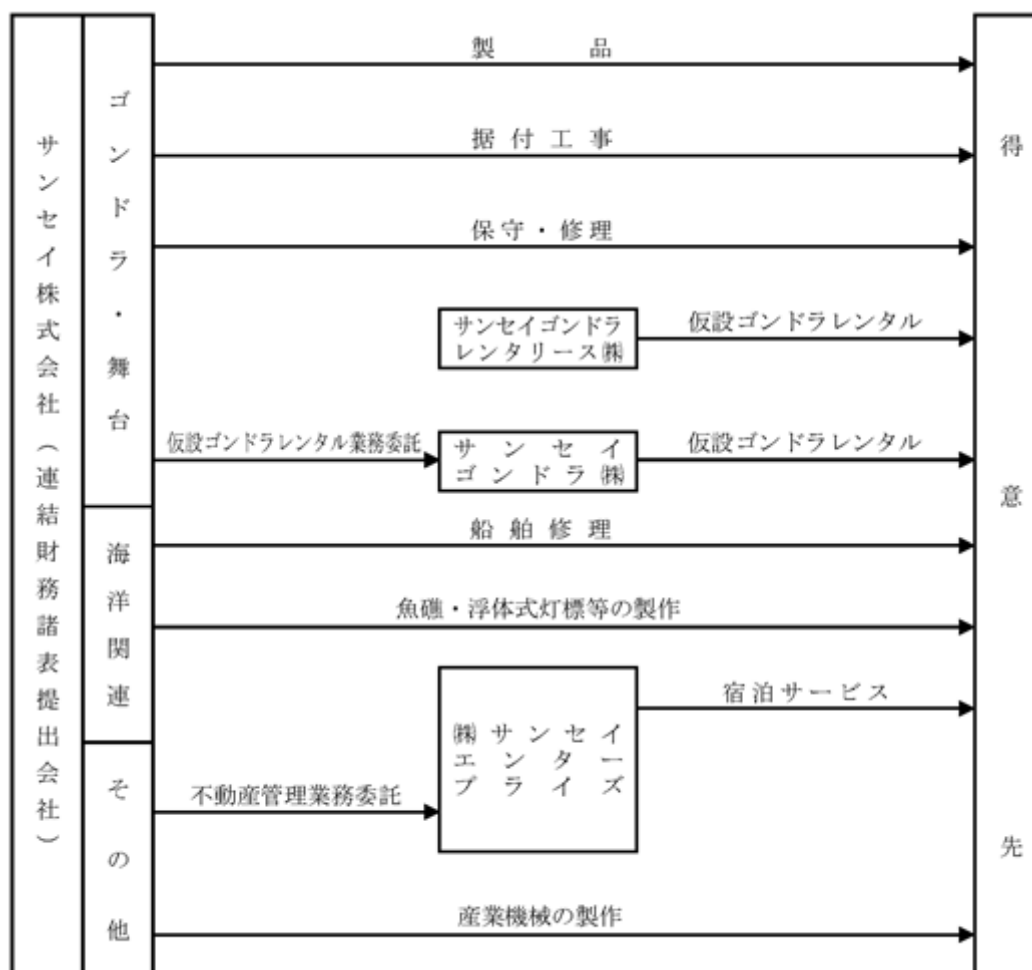 サンセイ株式会社(連結財務諸表提出会社)
ゴンドラ・舞台
製品
据付工事
保守・修理
サンセイゴンドラ
レンタリース㈱
仮設ゴンドラレンタル
仮設ゴンドラレンタル業務委託
サンセイ
ゴンドラ㈱
仮設ゴンドラレンタル
海洋関連
船舶修理
魚礁・浮体式灯標等の製作
その他
㈱サンセイ
エンター
プライズ
宿泊サービス
不動産管理業務委託
産業機械の製作
得意先